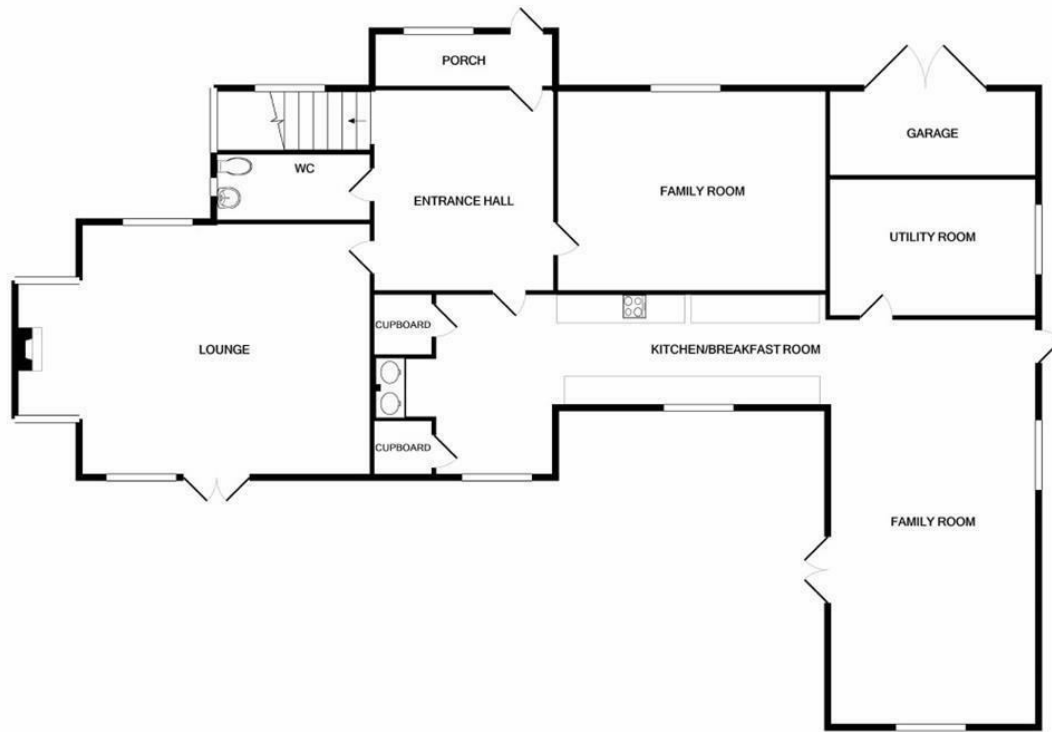 PORCH
WC
GARAGE
ENTRANCE HALL
FAMILY ROOM
UTILITY ROOM
CUPBOARD
LOUNGE
KITCHEN/BREAKFAST ROOM
CUPBOARD
FAMILY ROOM